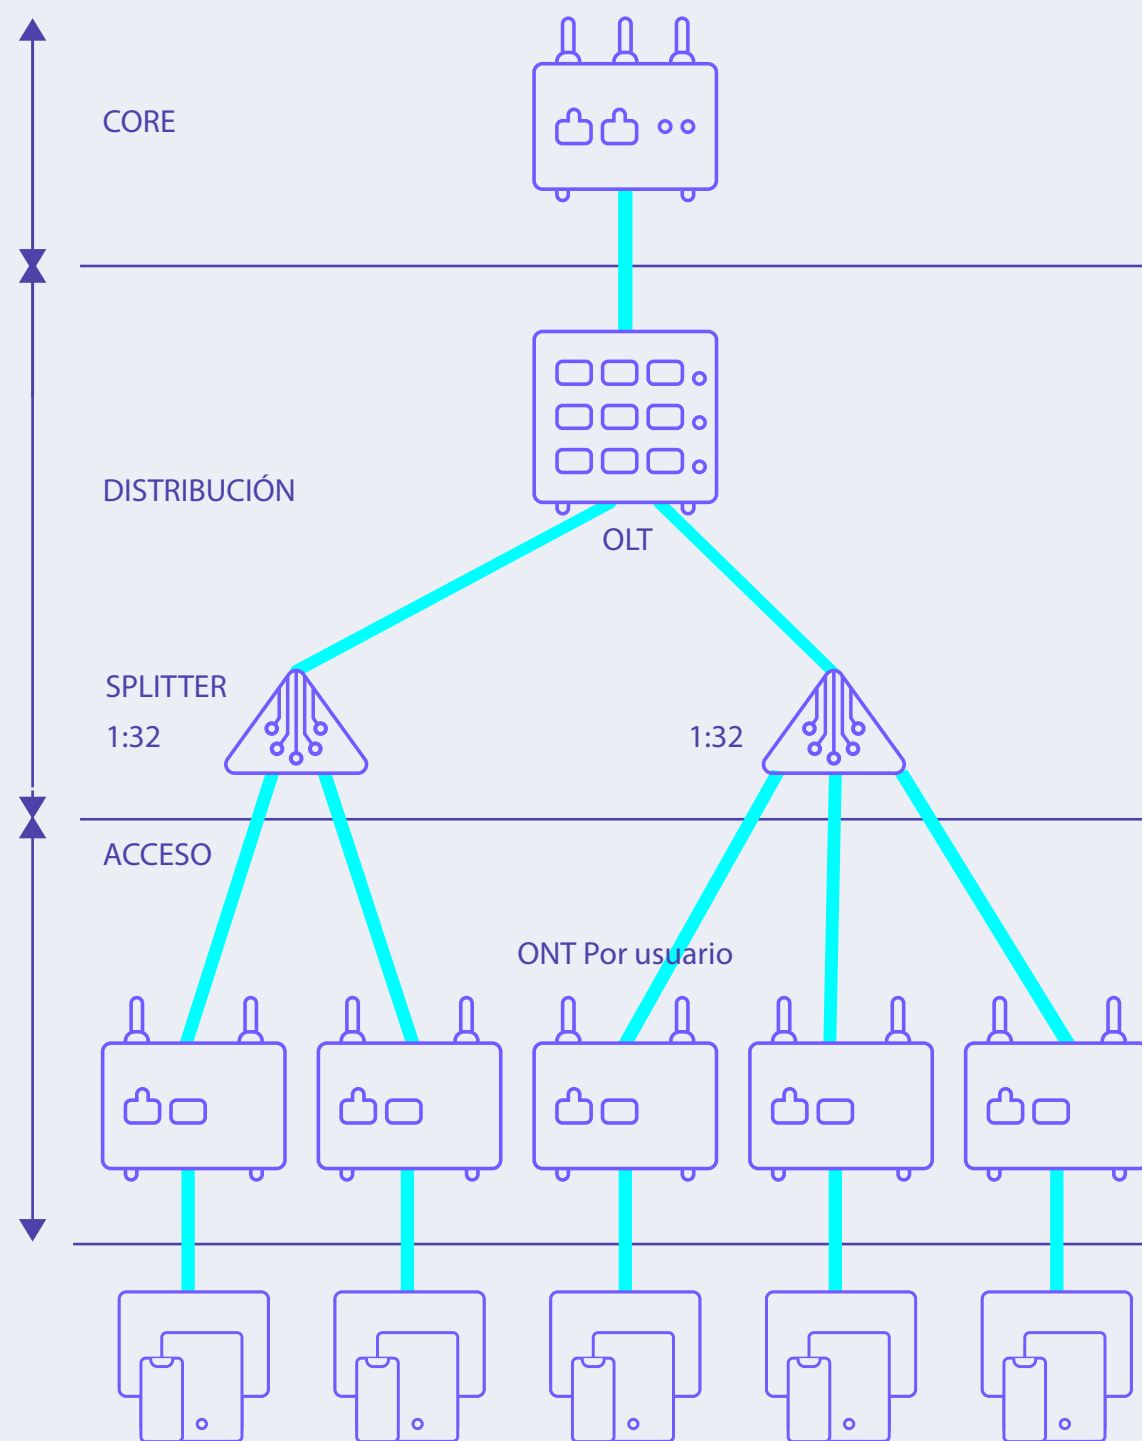 CORE
DISTRIBUCIÓN
OLT
SPLITTER
1:32
1:32
ACCESO
ONT Por usuario